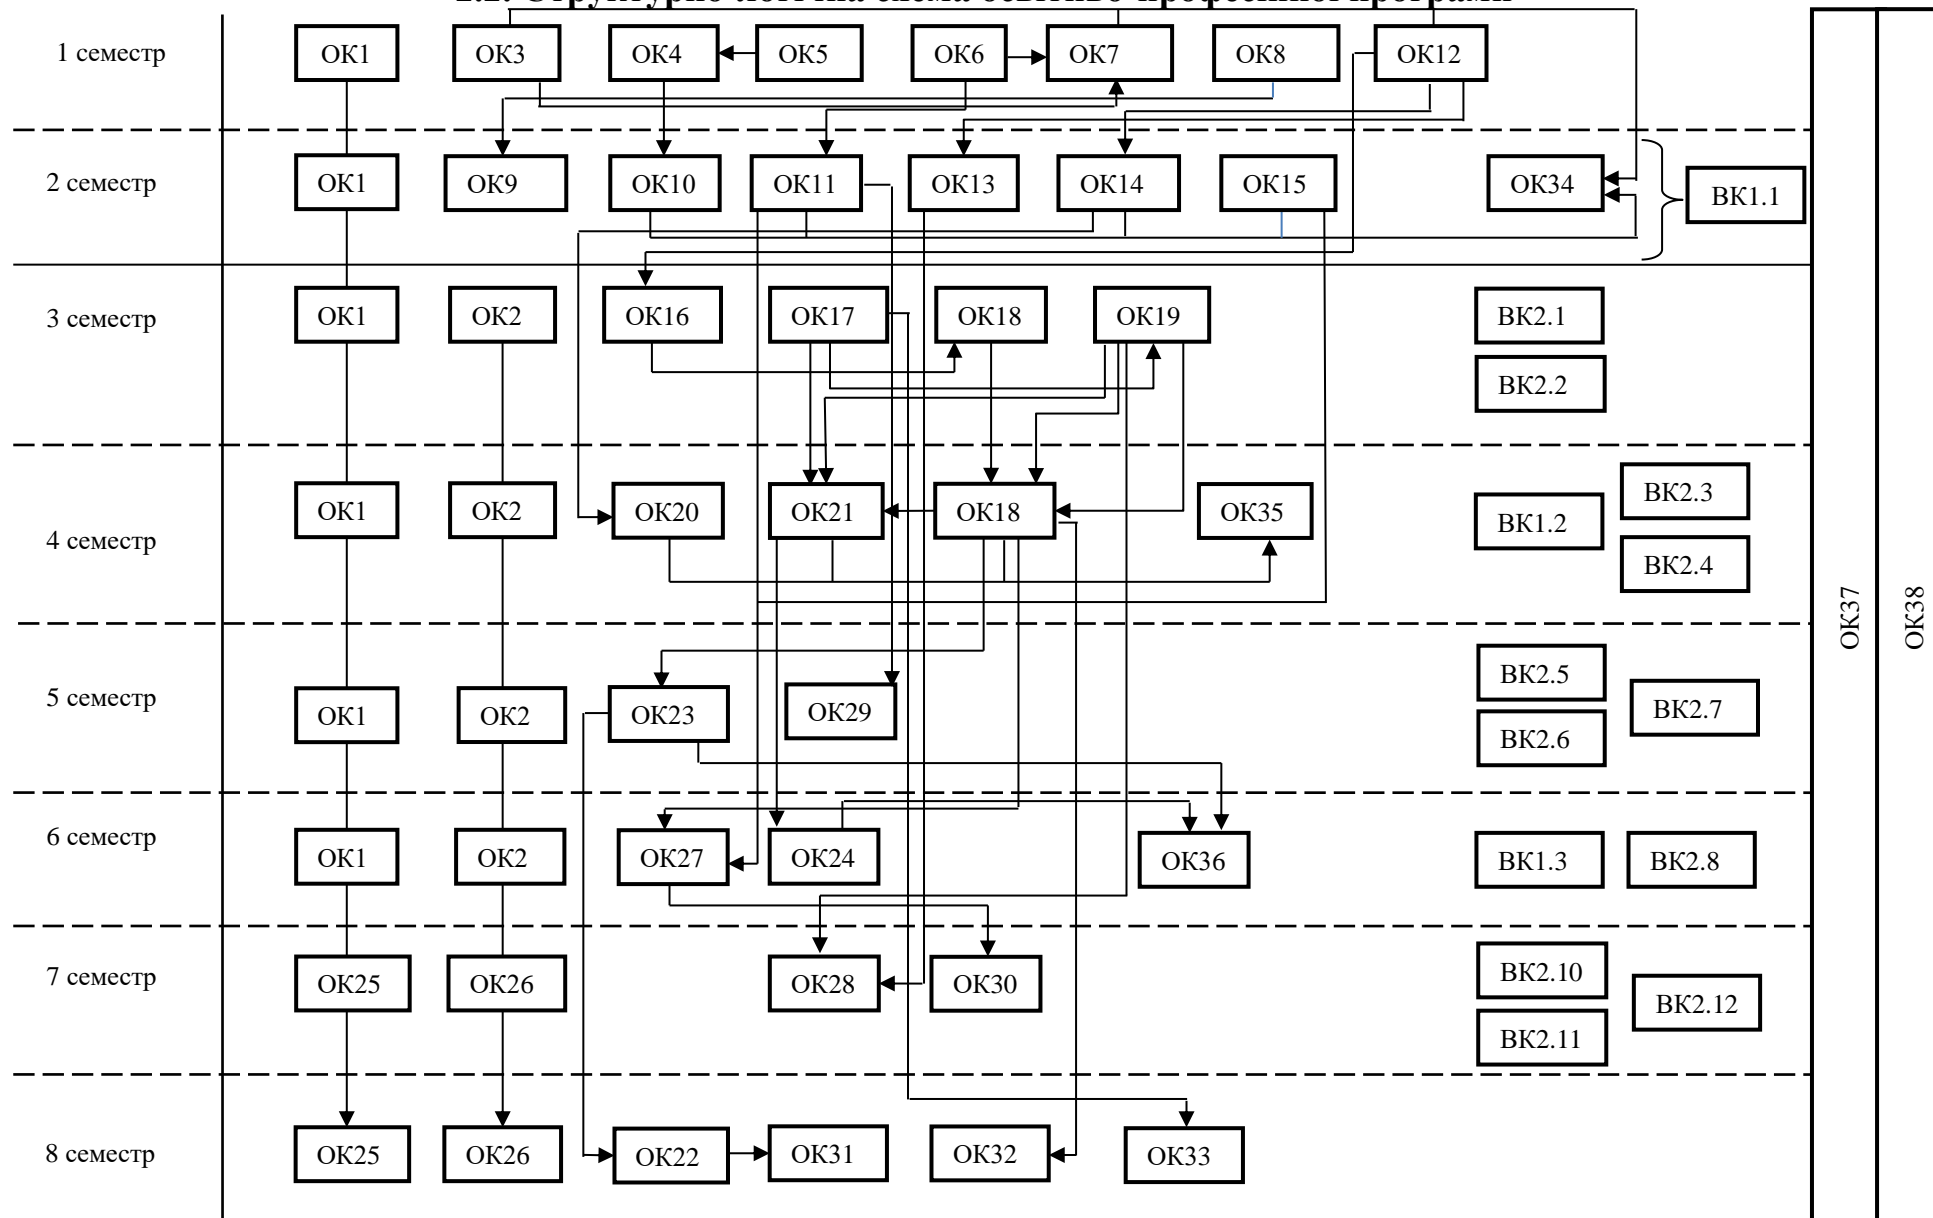 1 семестр ОК1 ОК3 ОК4 ОК5 ОК6 ОК7 ОК8 ОК12
2 семестр ОК1 ОК9 ОК10 ОК11 ОК13 ОК14 ОК15 ОК34 ВК1.1
3 семестр ОК1 ОК2 ОК16 ОК17 ОК18 ОК19 ВК2.1
ВК2.2
4 семестр ОК1 ОК2 ОК20 ОК21 ОК18 ОК35 ВК1.2 ВК2.3
ВК2.4
5 семестр ОК1 ОК2 ОК23 ОК29 ВК2.5 ВК2.7
ВК2.6
6 семестр ОК1 ОК2 ОК27 ОК24 ОК36 ВК1.3 ВК2.8
7 семестр ОК25 ОК26 ОК28 ОК30 ВК2.10 ВК2.12
ВК2.11
8 семестр ОК25 ОК26 ОК22 ОК31 ОК32 ОК33
ОК37
ОК38